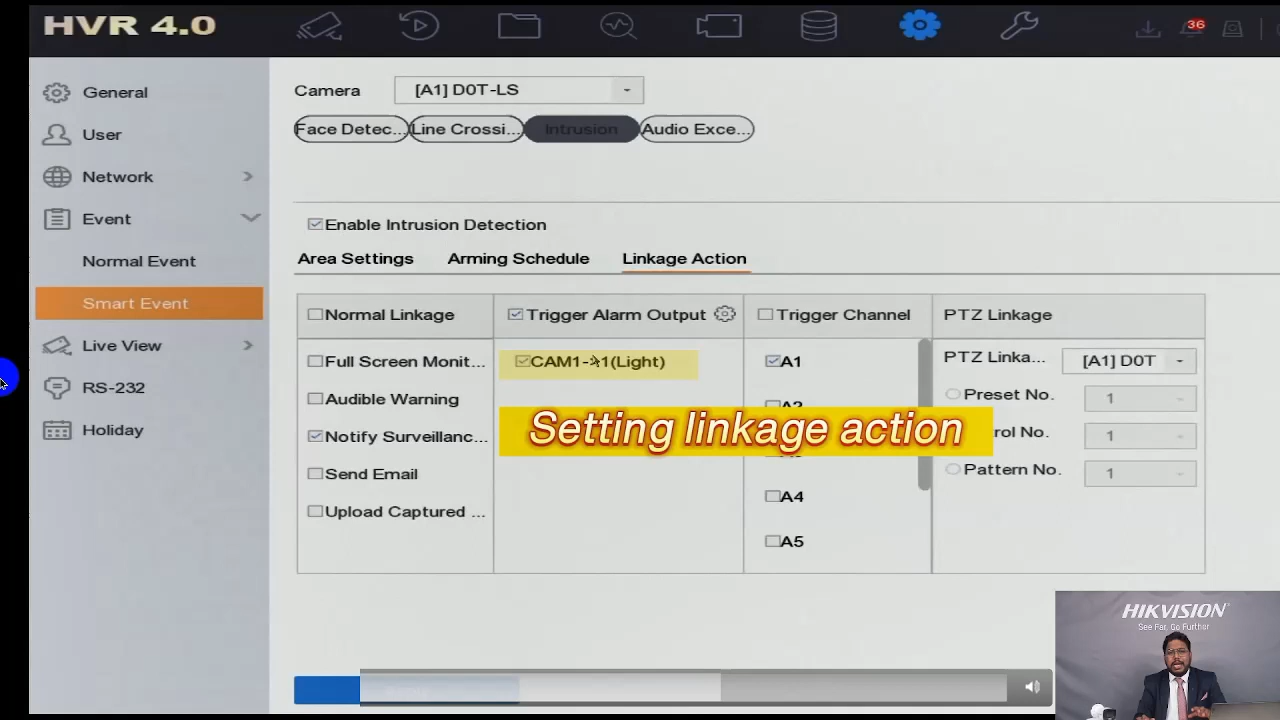 HVR 4.0
36
General
User
Network
Event
Normal Event
Smart Event
Live View
RS-232
Holiday
Camera
[A1] D0T-LS
Face Detec...
Line Crossi...
Intrusion
Audio Exce...
Enable Intrusion Detection
Area Settings
Arming Schedule
Linkage Action
Normal Linkage
Trigger Alarm Output
Trigger Channel
PTZ Linkage
Full Screen Monit...
CAM1->1(Light)
A1
PTZ Linka...
[A1] D0T
Audible Warning
A2
Preset No.
1
Notify Surveillanc...
Setting linkage action
No.
1
Send Email
Pattern No.
1
A4
Upload Captured ...
A5
HIKVISION®
See Far, Go Further